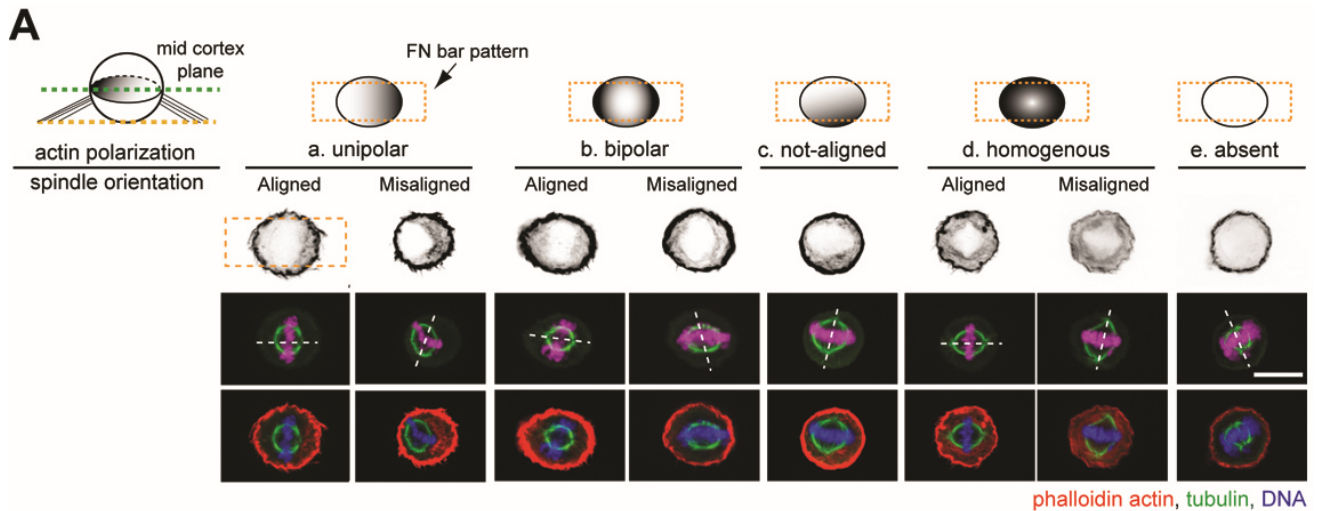 A
mid cortex
plane
FN bar pattern
actin polarization
a. unipolar
b. bipolar
c. not-aligned
d. homogenous
e. absent
spindle orientation
Aligned
Misaligned
Aligned
Misaligned
Aligned
Misaligned
phalloidin actin, tubulin, DNA